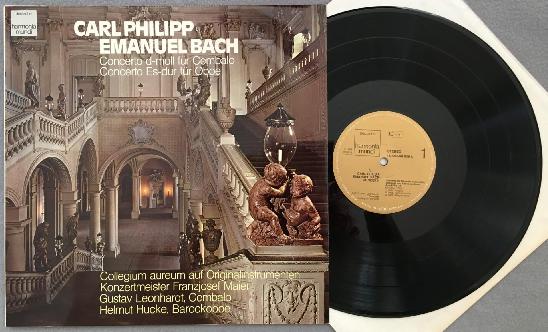 harmonia
mundi
CARL PHILIPP
EMANUEL BACH
Concerto d-moll für Cembalo
Concerto Es-dur für Oboe
Collegium aureum auf Originalinstrumenten
Konzertmeister Franzjosef Maier
Gustav Leonhardt, Cembalo
Helmut Hucke, Barockoboe
harmonia
mundi
STEREO
1